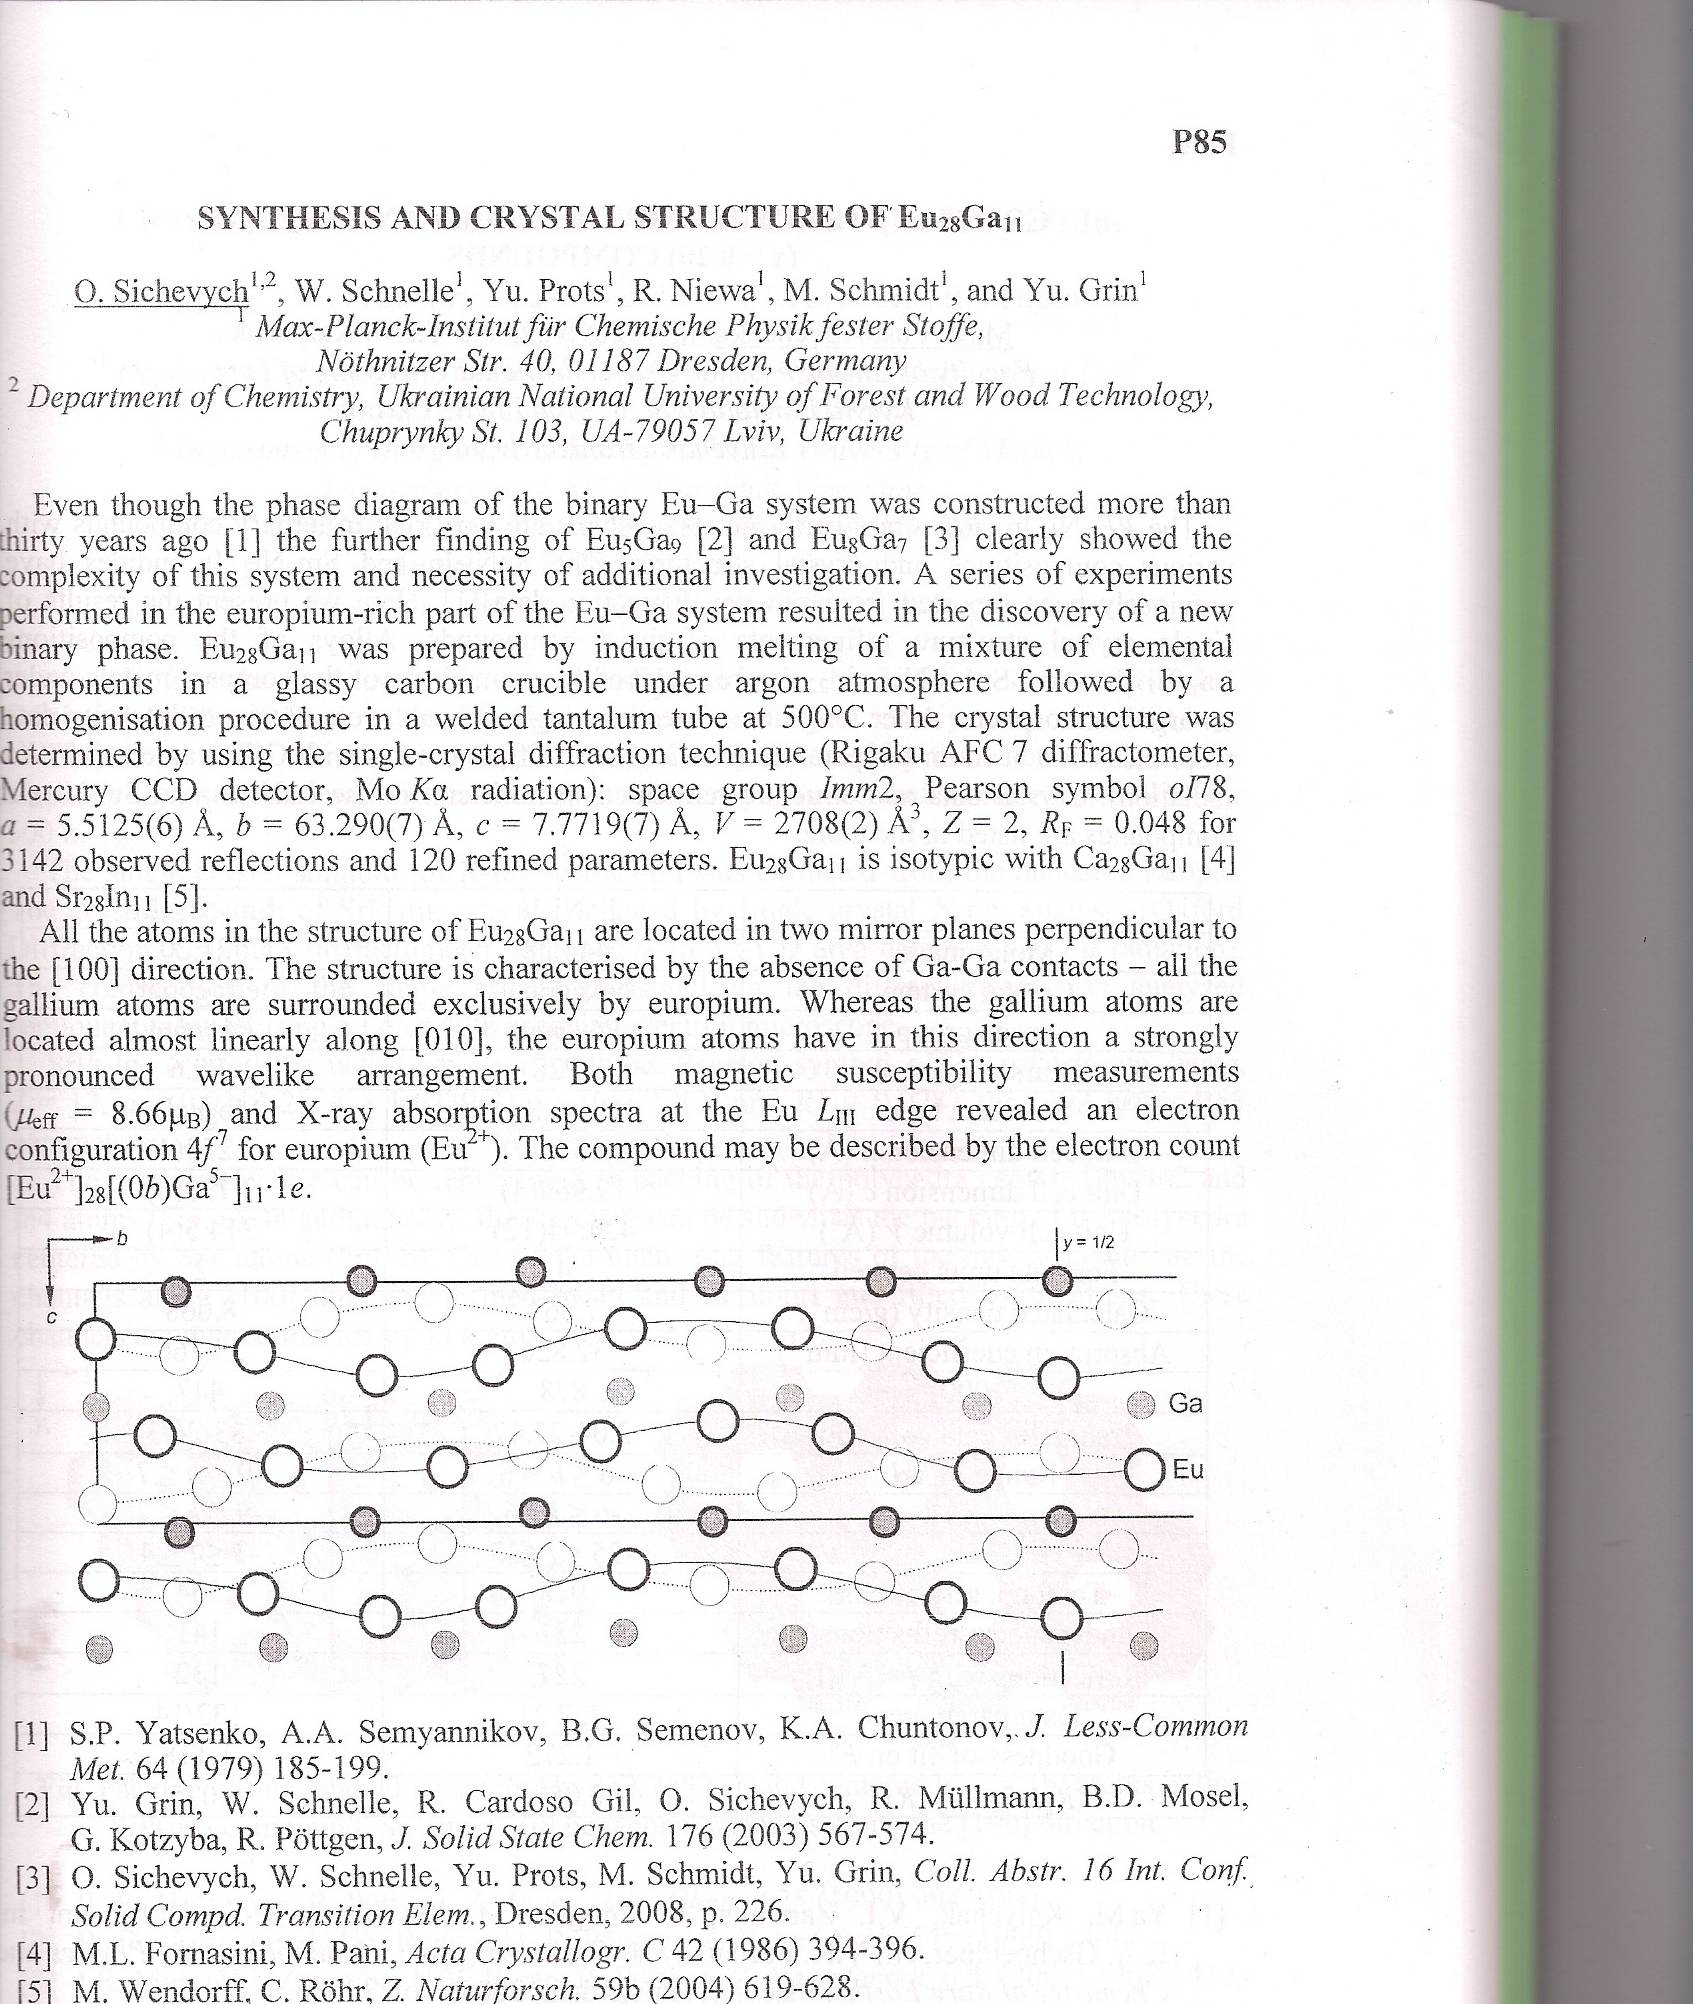 P85
SYNTHESIS AND CRYSTAL STRUCTURE OF Eu₂₈Ga₁₁
O. Sichevych¹,², W. Schnelle¹, Yu. Prots¹, R. Niewa¹, M. Schmidt¹, and Yu. Grin¹
¹ Max-Planck-Institut für Chemische Physik fester Stoffe,
Nöthnitzer Str. 40, 01187 Dresden, Germany
² Department of Chemistry, Ukrainian National University of Forest and Wood Technology,
Chuprynky St. 103, UA-79057 Lviv, Ukraine
Even though the phase diagram of the binary Eu–Ga system was constructed more than
thirty years ago [1] the further finding of Eu₅Ga₉ [2] and Eu₈Ga₇ [3] clearly showed the
complexity of this system and necessity of additional investigation. A series of experiments
performed in the europium-rich part of the Eu–Ga system resulted in the discovery of a new
binary phase. Eu₂₈Ga₁₁ was prepared by induction melting of a mixture of elemental
components in a glassy carbon crucible under argon atmosphere followed by a
homogenisation procedure in a welded tantalum tube at 500°C. The crystal structure was
determined by using the single-crystal diffraction technique (Rigaku AFC 7 diffractometer,
Mercury CCD detector, Mo Kα radiation): space group Imm2, Pearson symbol oI78,
a = 5.5125(6) Å, b = 63.290(7) Å, c = 7.7719(7) Å, V = 2708(2) Å³, Z = 2, R_F = 0.048 for
3142 observed reflections and 120 refined parameters. Eu₂₈Ga₁₁ is isotypic with Ca₂₈Ga₁₁ [4]
and Sr₂₈In₁₁ [5].
All the atoms in the structure of Eu₂₈Ga₁₁ are located in two mirror planes perpendicular to
the [100] direction. The structure is characterised by the absence of Ga-Ga contacts – all the
gallium atoms are surrounded exclusively by europium. Whereas the gallium atoms are
located almost linearly along [010], the europium atoms have in this direction a strongly
pronounced wavelike arrangement. Both magnetic susceptibility measurements
(μeff = 8.66μB) and X-ray absorption spectra at the Eu LIII edge revealed an electron
configuration 4f⁷ for europium (Eu²⁺). The compound may be described by the electron count
[Eu²⁺]₂₈[(0b)Ga⁵⁻]₁₁·1e.
b
y = 1/2
c
Ga
Eu
[1] S.P. Yatsenko, A.A. Semyannikov, B.G. Semenov, K.A. Chuntonov, J. Less-Common
Met. 64 (1979) 185-199.
[2] Yu. Grin, W. Schnelle, R. Cardoso Gil, O. Sichevych, R. Müllmann, B.D. Mosel,
G. Kotzyba, R. Pöttgen, J. Solid State Chem. 176 (2003) 567-574.
[3] O. Sichevych, W. Schnelle, Yu. Prots, M. Schmidt, Yu. Grin, Coll. Abstr. 16 Int. Conf.
Solid Compd. Transition Elem., Dresden, 2008, p. 226.
[4] M.L. Fornasini, M. Pani, Acta Crystallogr. C 42 (1986) 394-396.
[5] M. Wendorff, C. Röhr, Z. Naturforsch. 59b (2004) 619-628.